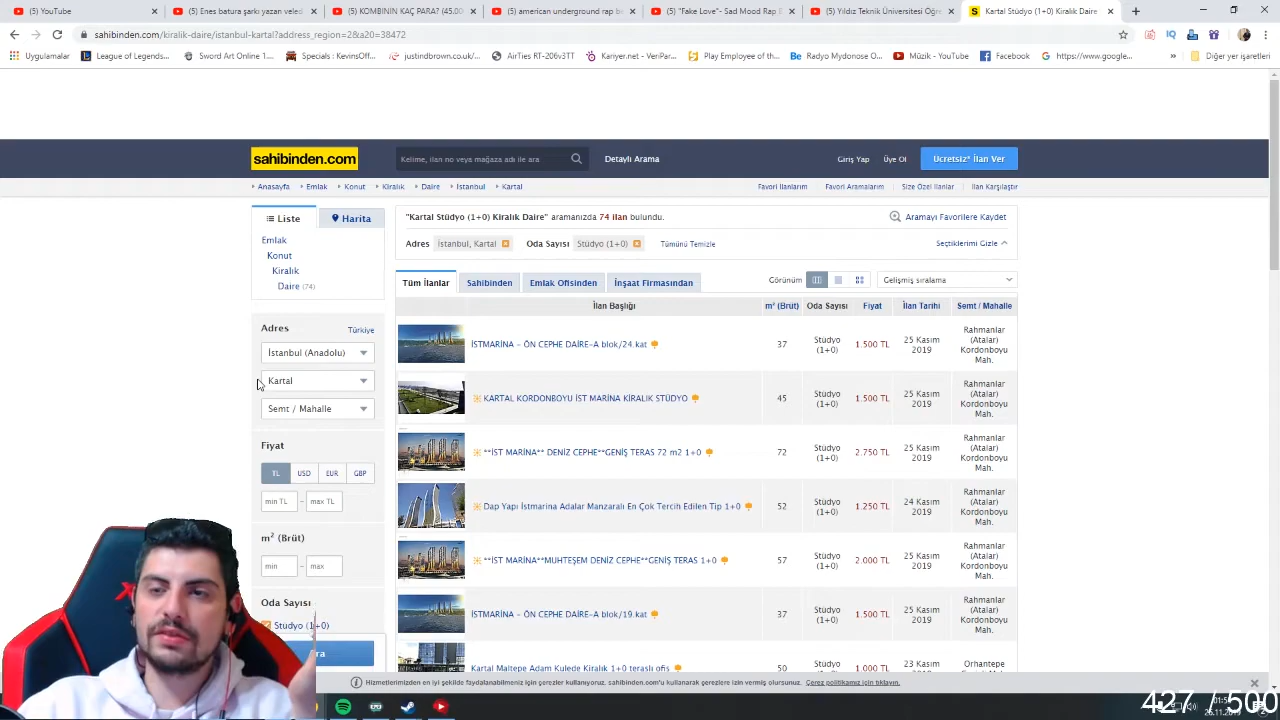 YouTube
Enes batura şarkı yazan veled
KOMBININ KAÇ PARA? (45.00
american underground rap be
"Fake Love"- Sad Mood Rap B
Yıldız Teknik Üniversitesi Öğre
Kartal Stüdyo (1+0) Kiralık Daire
sahibinden.com/kiralik-daire/istanbul-kartal?address_region=2&a20=38472
Uygulamalar
League of Legends...
Sword Art Online 1...
Specials : KevinsOff...
justindbrown.co.uk/...
AirTies RT-206v3TT
Kariyer.net - VeriPar...
Play Employee of th...
Radyo Mydonose O...
Müzik - YouTube
Facebook
https://www.google...
»
Diğer yer işaretleri
sahibinden.com
Kelime, ilan no veya mağaza adı ile ara
Detaylı Arama
Giriş Yap
Üye Ol
Ücretsiz* İlan Ver
Anasayfa
Emlak
Konut
Kiralık
Daire
İstanbul
Kartal
Favori İlanlarım
Favori Aramalarım
Size Özel İlanlar
İlan Karşılaştır
Liste
Harita
"Kartal Stüdyo (1+0) Kiralık Daire" aramanızda 74 ilan bulundu.
Aramayı Favorilere Kaydet
Adres
İstanbul, Kartal
Oda Sayısı
Stüdyo (1+0)
Tümünü Temizle
Seçtiklerimi Gizle
Emlak
Konut
Kiralık
Daire (74)
Tüm İlanlar
Sahibinden
Emlak Ofisinden
İnşaat Firmasından
Görünüm
Gelişmiş sıralama
İlan Başlığı
m² (Brüt)
Oda Sayısı
Fiyat
İlan Tarihi
Semt / Mahalle
Adres
Türkiye
İstanbul (Anadolu)
Kartal
Semt / Mahalle
Fiyat
TL
USD
EUR
GBP
min TL
–
max TL
m² (Brüt)
min
max
Oda Sayısı
Stüdyo (1+0)
ra
İSTMARİNA - ÖN CEPHE DAİRE-A blok/24.kat
37
Stüdyo
(1+0)
1.500 TL
25 Kasım
2019
Rahmanlar
(Atalar)
Kordonboyu
Mah.
KARTAL KORDONBOYU İST MARİNA KİRALIK STÜDYO
45
Stüdyo
(1+0)
1.500 TL
25 Kasım
2019
Rahmanlar
(Atalar)
Kordonboyu
Mah.
**İST MARİNA** DENİZ CEPHE**GENİŞ TERAS 72 m2 1+0
72
Stüdyo
(1+0)
2.750 TL
25 Kasım
2019
Rahmanlar
(Atalar)
Kordonboyu
Mah.
Dap Yapı İstmarina Adalar Manzaralı En Çok Tercih Edilen Tip 1+0
52
Stüdyo
(1+0)
1.250 TL
24 Kasım
2019
Rahmanlar
(Atalar)
Kordonboyu
Mah.
**İST MARİNA**MUHTEŞEM DENİZ CEPHE**GENİŞ TERAS 1+0
57
Stüdyo
(1+0)
2.000 TL
25 Kasım
2019
Rahmanlar
(Atalar)
Kordonboyu
Mah.
İSTMARİNA - ÖN CEPHE DAİRE-A blok/19.kat
37
Stüdyo
(1+0)
1.500 TL
25 Kasım
2019
Rahmanlar
(Atalar)
Kordonboyu
Mah.
Kartal Maltepe Adam Kulede Kiralık 1+0 teraslı ofis
50
Stüdyo
1.000 TL
23 Kasım
Orhantepe
Hizmetlerimizden en iyi şekilde faydalanabilmeniz için çerezler kullanıyoruz. sahibinden.com'u kullanarak çerezlere izin vermiş olursunuz.
Çerez politikamız için tıklayın.
427 / 500